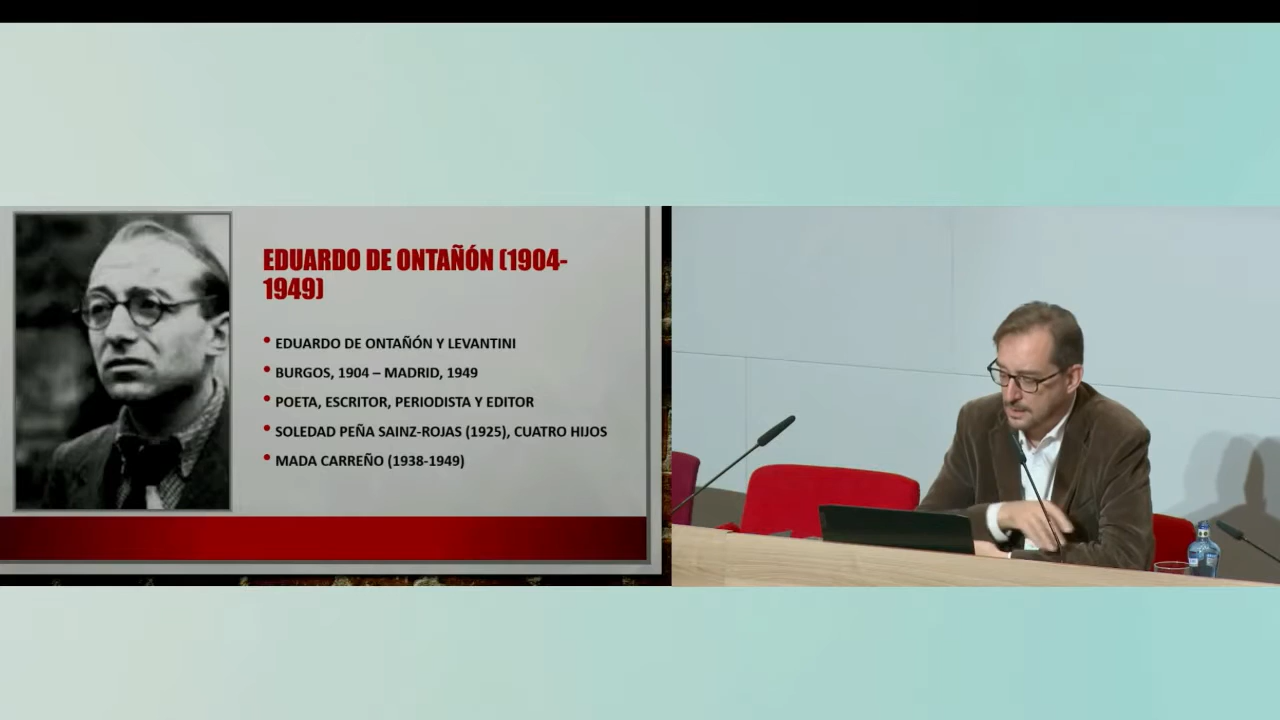 EDUARDO DE ONTAÑÓN (1904-
1949)
• EDUARDO DE ONTAÑÓN Y LEVANTINI
• BURGOS, 1904 – MADRID, 1949
• POETA, ESCRITOR, PERIODISTA Y EDITOR
• SOLEDAD PEÑA SAINZ-ROJAS (1925), CUATRO HIJOS
• MADA CARREÑO (1938-1949)